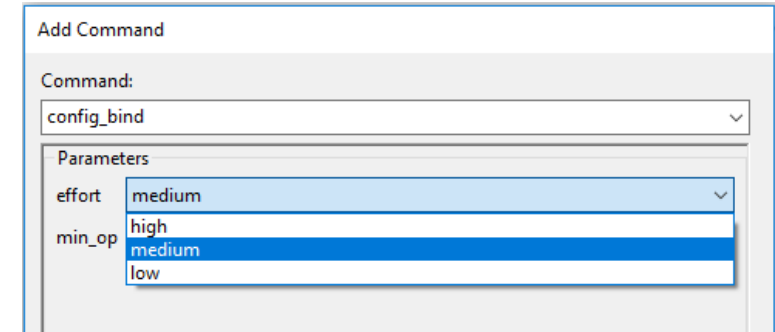 Add Command
Command:
config_bind
Parameters
effort medium
high
min_op
medium
low